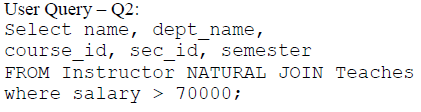 User Query – Q2:
Select name, dept_name,
course_id, sec_id, semester
FROM Instructor NATURAL JOIN Teaches
where salary > 70000;